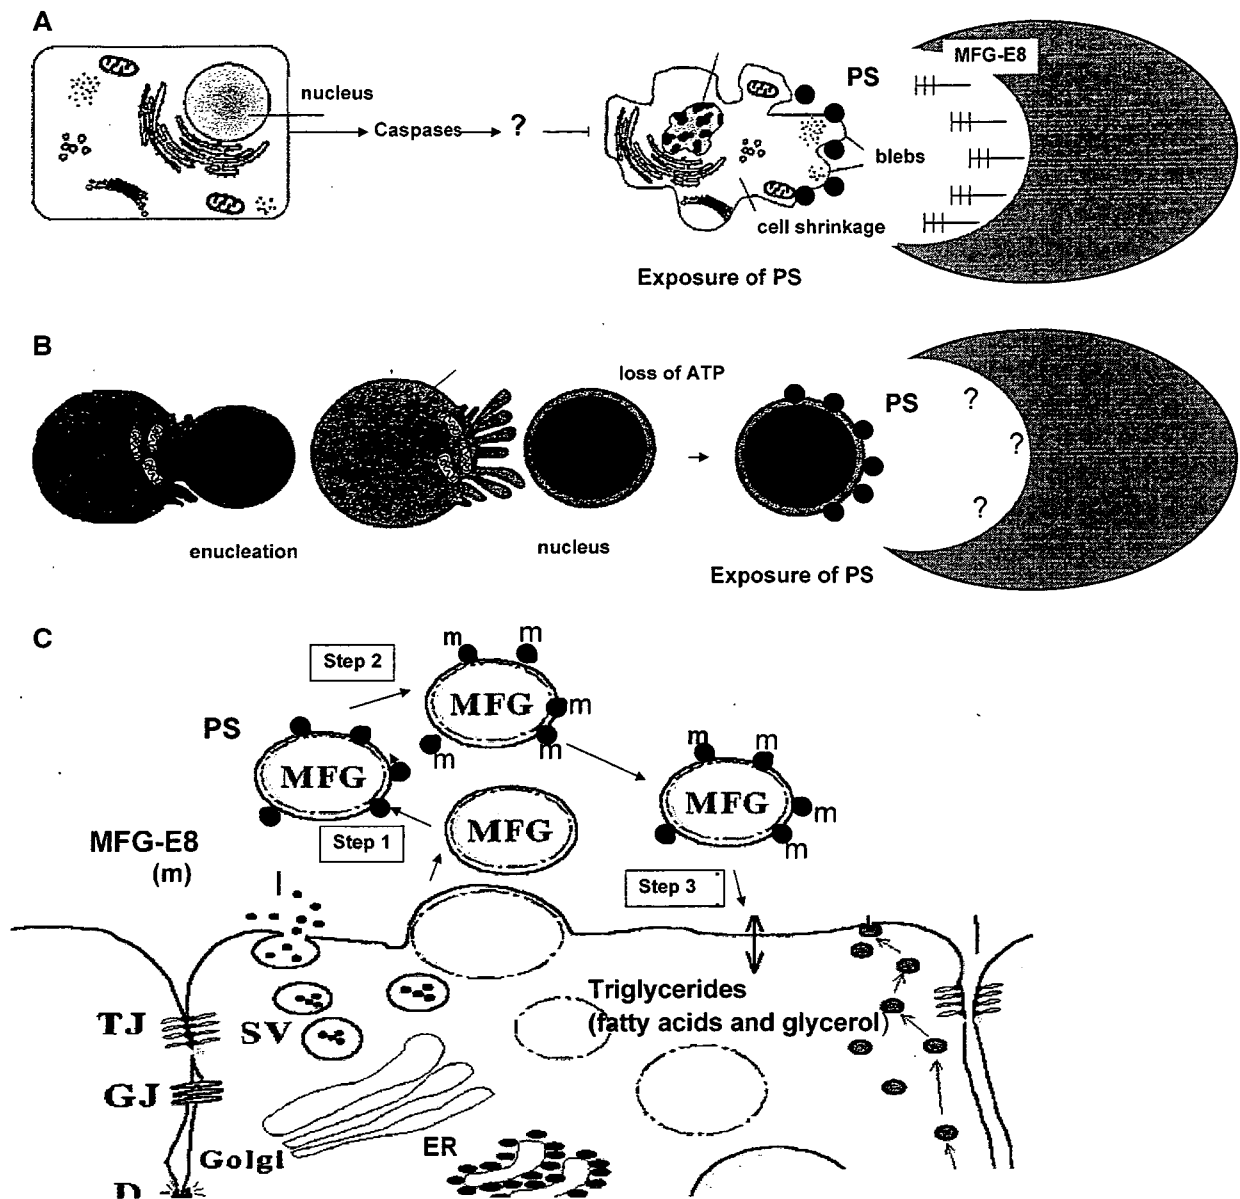 A
MFG-E8
PS
nucleus
Caspases
?
blebs
cell shrinkage
Exposure of PS
B
loss of ATP
PS
?
?
?
enucleation
nucleus
Exposure of PS
C
m
m
Step 2
MFG
m
PS
m
m
m
m
MFG
MFG
MFG
m
Step 1
MFG-E8
(m)
m
Step 3
Triglycerides
(fatty acids and glycerol)
TJ
SV
GJ
Golgi
ER
D